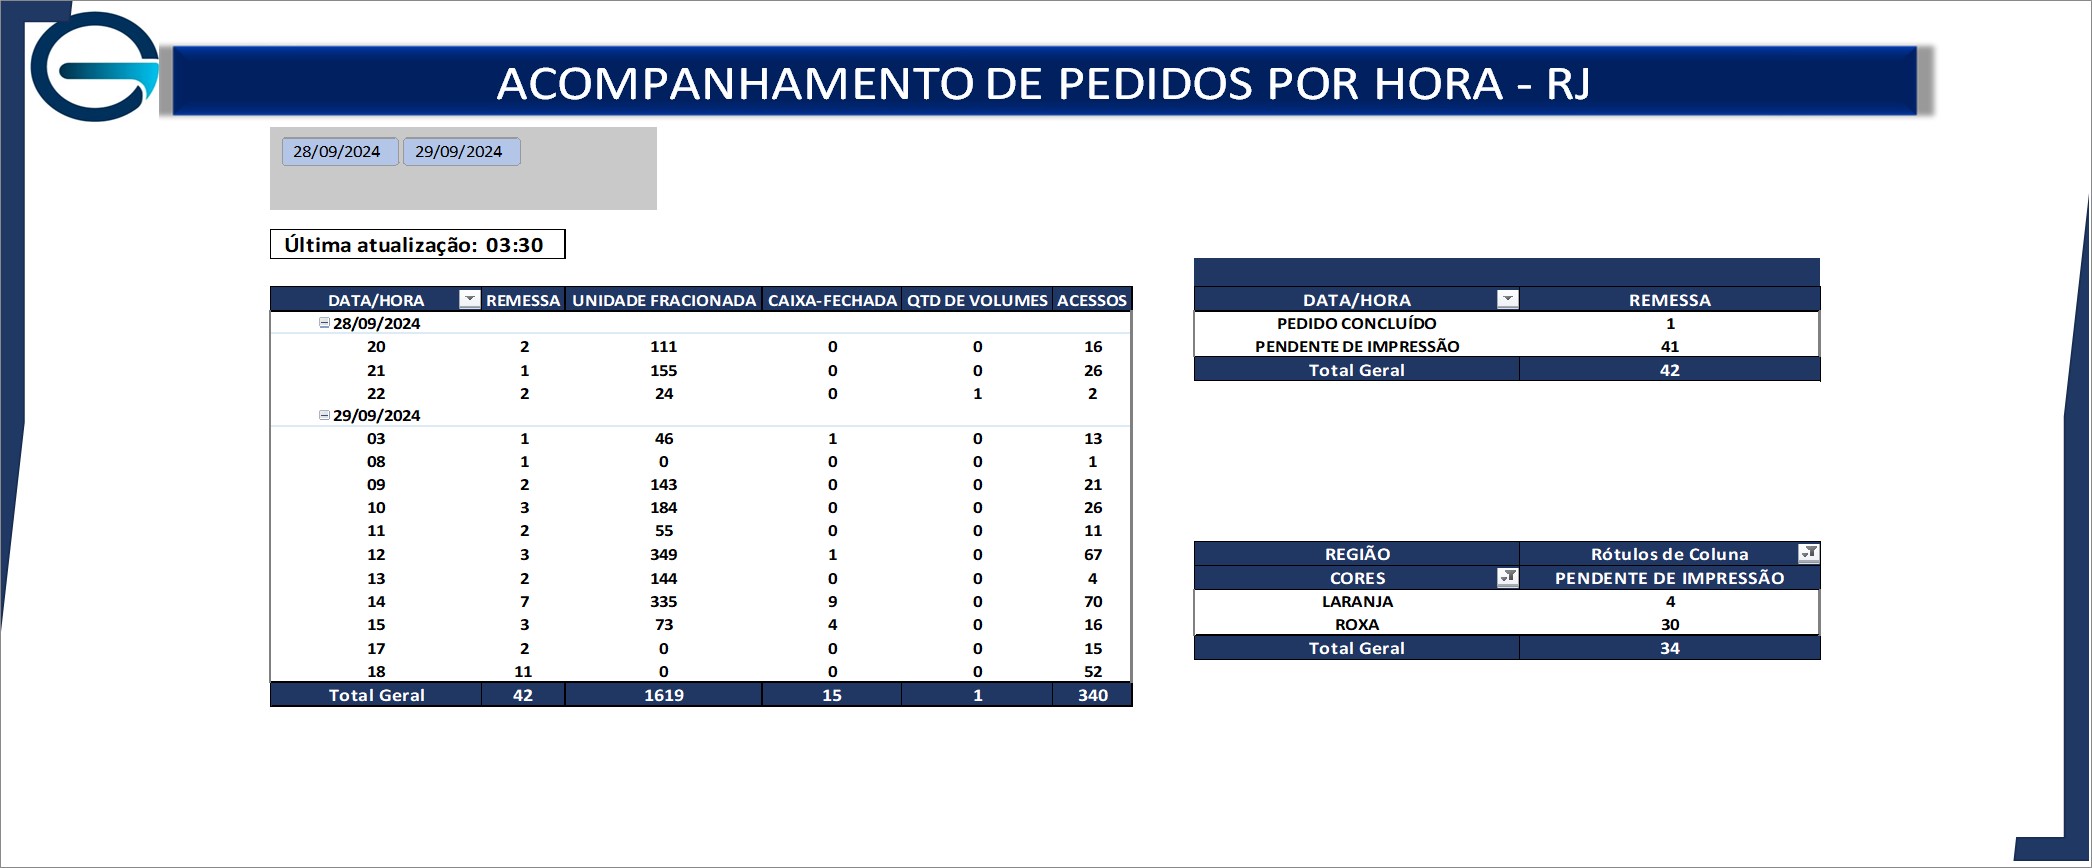 ACOMPANHAMENTO DE PEDIDOS POR HORA - RJ
28/09/2024 29/09/2024
Última atualização: 03:30
DATA/HORA REMESSA UNIDADE FRACIONADA CAIXA-FECHADA QTD DE VOLUMES ACESSOS
28/09/2024
20 2 111 0 0 16
21 1 155 0 0 26
22 2 24 0 1 2
29/09/2024
03 1 46 1 0 13
08 1 0 0 0 1
09 2 143 0 0 21
10 3 184 0 0 26
11 2 55 0 0 11
12 3 349 1 0 67
13 2 144 0 0 4
14 7 335 9 0 70
15 3 73 4 0 16
17 2 0 0 0 15
18 11 0 0 0 52
Total Geral 42 1619 15 1 340
DATA/HORA REMESSA
PEDIDO CONCLUÍDO 1
PENDENTE DE IMPRESSÃO 41
Total Geral 42
REGIÃO Rótulos de Coluna
CORES PENDENTE DE IMPRESSÃO
LARANJA 4
ROXA 30
Total Geral 34